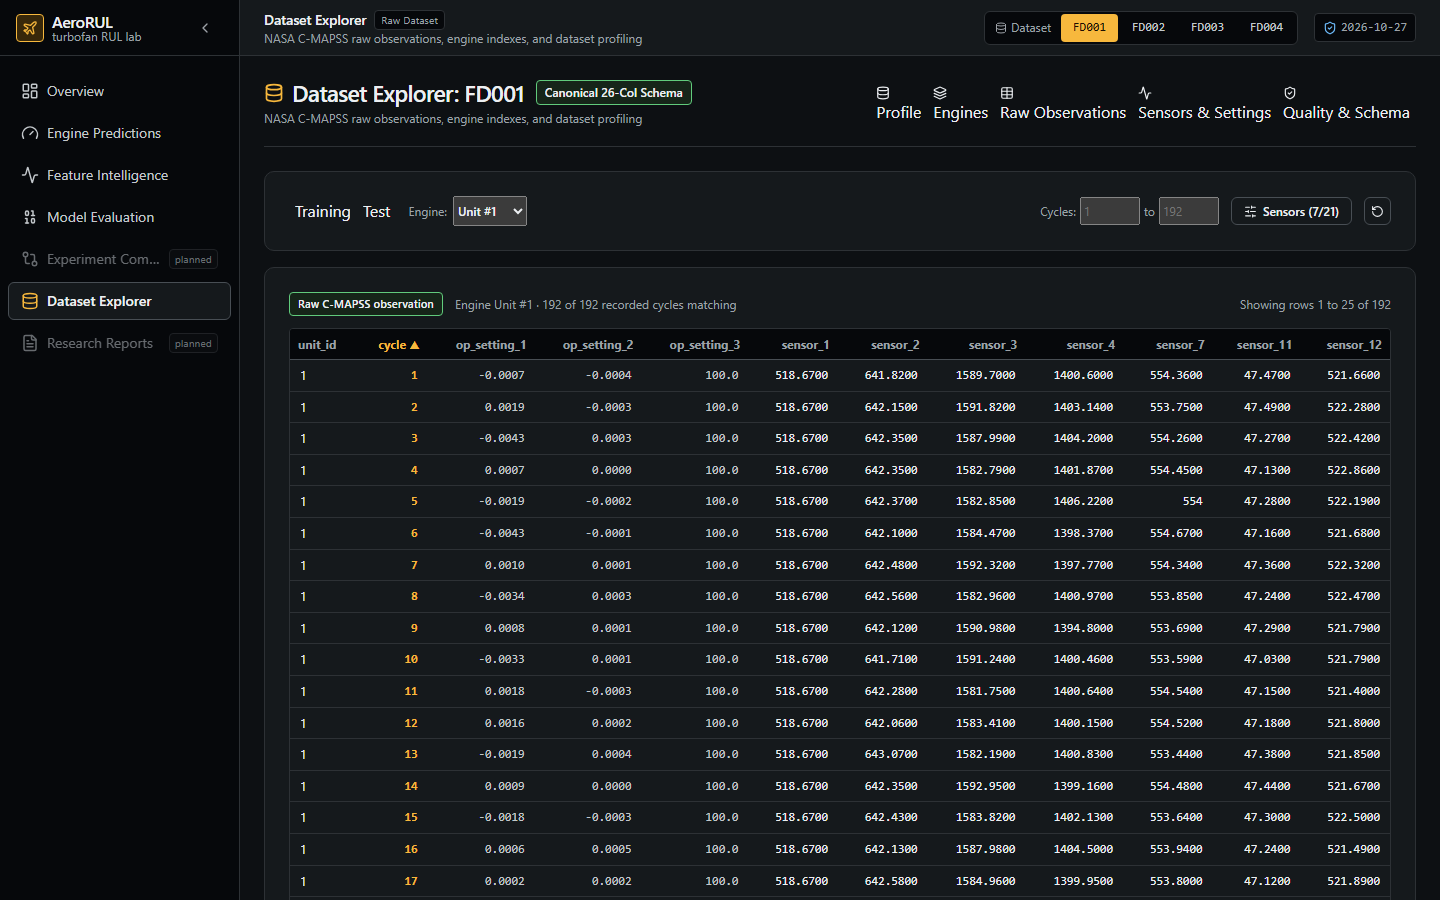 AeroRUL
turbofan RUL lab
Overview
Engine Predictions
Feature Intelligence
Model Evaluation
Experiment Com... planned
Dataset Explorer
Research Reports planned
Dataset Explorer Raw Dataset
NASA C-MAPSS raw observations, engine indexes, and dataset profiling
Dataset FD001 FD002 FD003 FD004 2026-10-27
Dataset Explorer: FD001 Canonical 26-Col Schema
NASA C-MAPSS raw observations, engine indexes, and dataset profiling
Profile Engines Raw Observations Sensors & Settings Quality & Schema
Training Test Engine: Unit #1 Cycles: 1 to 192 Sensors (7/21)
Raw C-MAPSS observation Engine Unit #1 · 192 of 192 recorded cycles matching Showing rows 1 to 25 of 192
unit_id cycle ▲ op_setting_1 op_setting_2 op_setting_3 sensor_1 sensor_2 sensor_3 sensor_4 sensor_7 sensor_11 sensor_12
1 1 -0.0007 -0.0004 100.0 518.6700 641.8200 1589.7000 1400.6000 554.3600 47.4700 521.6600
1 2 0.0019 -0.0003 100.0 518.6700 642.1500 1591.8200 1403.1400 553.7500 47.4900 522.2800
1 3 -0.0043 0.0003 100.0 518.6700 642.3500 1587.9900 1404.2000 554.2600 47.2700 522.4200
1 4 0.0007 0.0000 100.0 518.6700 642.3500 1582.7900 1401.8700 554.4500 47.1300 522.8600
1 5 -0.0019 -0.0002 100.0 518.6700 642.3700 1582.8500 1406.2200 554 47.2800 522.1900
1 6 -0.0043 -0.0001 100.0 518.6700 642.1000 1584.4700 1398.3700 554.6700 47.1600 521.6800
1 7 0.0010 0.0001 100.0 518.6700 642.4800 1592.3200 1397.7700 554.3400 47.3600 522.3200
1 8 -0.0034 0.0003 100.0 518.6700 642.5600 1582.9600 1400.9700 553.8500 47.2400 522.4700
1 9 0.0008 0.0001 100.0 518.6700 642.1200 1590.9800 1394.8000 553.6900 47.2900 521.7900
1 10 -0.0033 0.0001 100.0 518.6700 641.7100 1591.2400 1400.4600 553.5900 47.0300 521.7900
1 11 0.0018 -0.0003 100.0 518.6700 642.2800 1581.7500 1400.6400 554.5400 47.1500 521.4000
1 12 0.0016 0.0002 100.0 518.6700 642.0600 1583.4100 1400.1500 554.5200 47.1800 521.8000
1 13 -0.0019 0.0004 100.0 518.6700 643.0700 1582.1900 1400.8300 553.4400 47.3800 521.8500
1 14 0.0009 0.0000 100.0 518.6700 642.3500 1592.9500 1399.1600 554.4800 47.4400 521.6700
1 15 -0.0018 -0.0003 100.0 518.6700 642.4300 1583.8200 1402.1300 553.6400 47.3000 522.5000
1 16 0.0006 0.0005 100.0 518.6700 642.1300 1587.9800 1404.5000 553.9400 47.2400 521.4900
1 17 0.0002 0.0002 100.0 518.6700 642.5800 1584.9600 1399.9500 553.8000 47.1200 521.8900